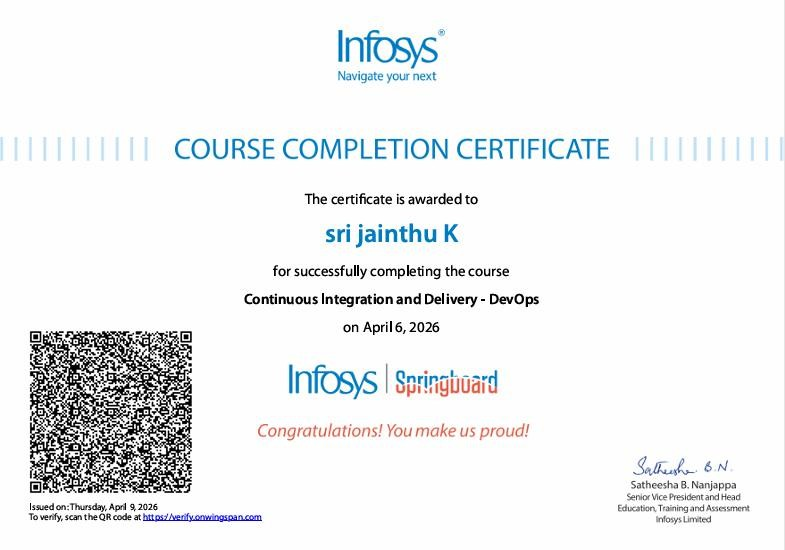 Infosys®
Navigate your next
COURSE COMPLETION CERTIFICATE
The certificate is awarded to
sri jainthu K
for successfully completing the course
Continuous Integration and Delivery - DevOps
on April 6, 2026
Infosys | Springboard
Congratulations! You make us proud!
Satheesha B. N.
Satheesha B. Nanjappa
Senior Vice President and Head
Education, Training and Assessment
Infosys Limited
Issued on: Thursday, April 9, 2026
To verify, scan the QR code at https://verify.onwingspan.com